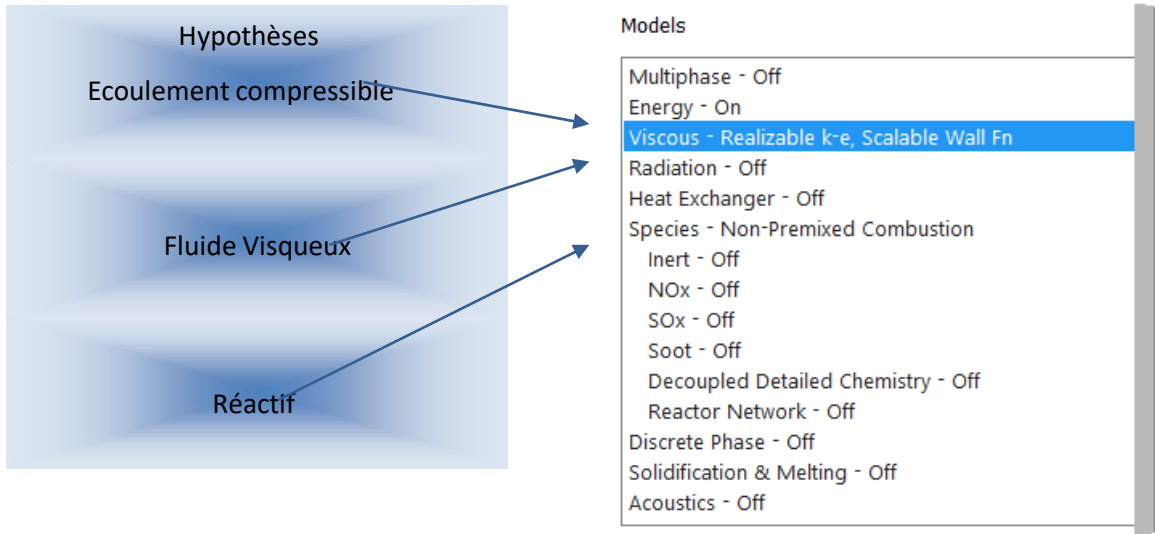 Hypothèses
Ecoulement compressible
Fluide Visqueux
Réactif
Models
Multiphase - Off
Energy - On
Viscous - Realizable k-e, Scalable Wall Fn
Radiation - Off
Heat Exchanger - Off
Species - Non-Premixed Combustion
Inert - Off
NOx - Off
SOx - Off
Soot - Off
Decoupled Detailed Chemistry - Off
Reactor Network - Off
Discrete Phase - Off
Solidification & Melting - Off
Acoustics - Off